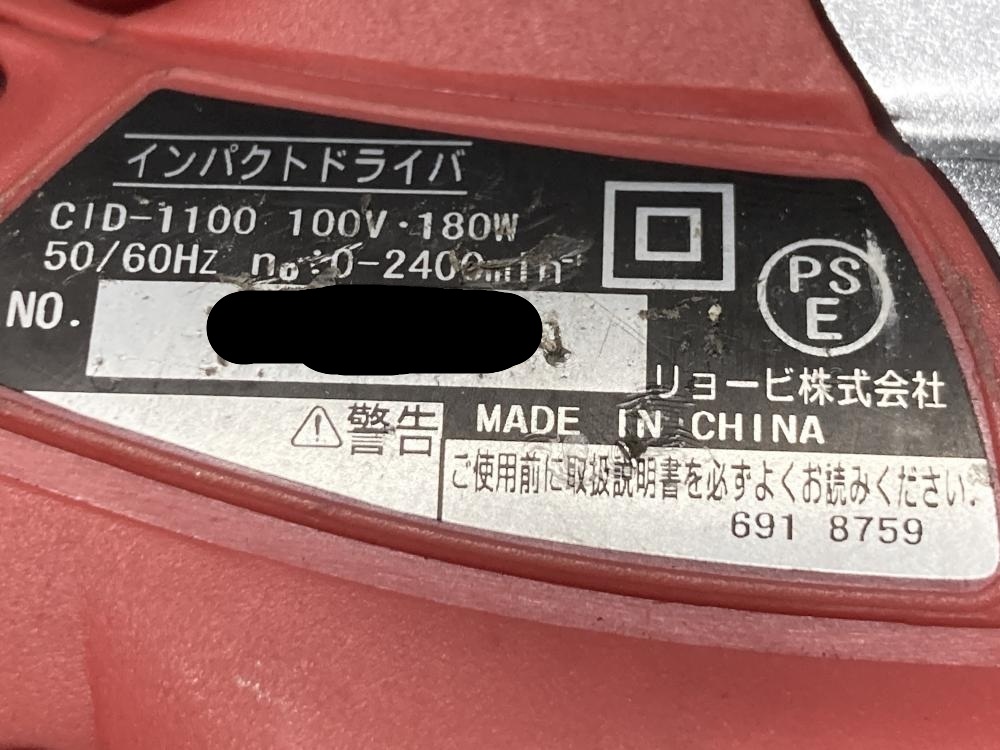 インパクトドライバ
CID-1100 100V・180W
50/60Hz n₀:0-2400min⁻¹
PS
E
NO.
リョービ株式会社
MADE IN CHINA
⚠警告
ご使用前に取扱説明書を必ずよくお読みください.
691 8759